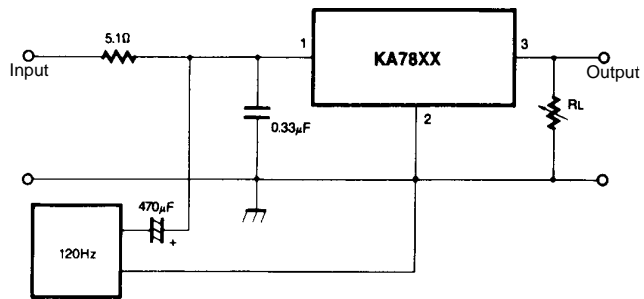 5.1Ω
Input
1
KA78XX
3
Output
0.33µF
2
RL
470µF
+
120Hz